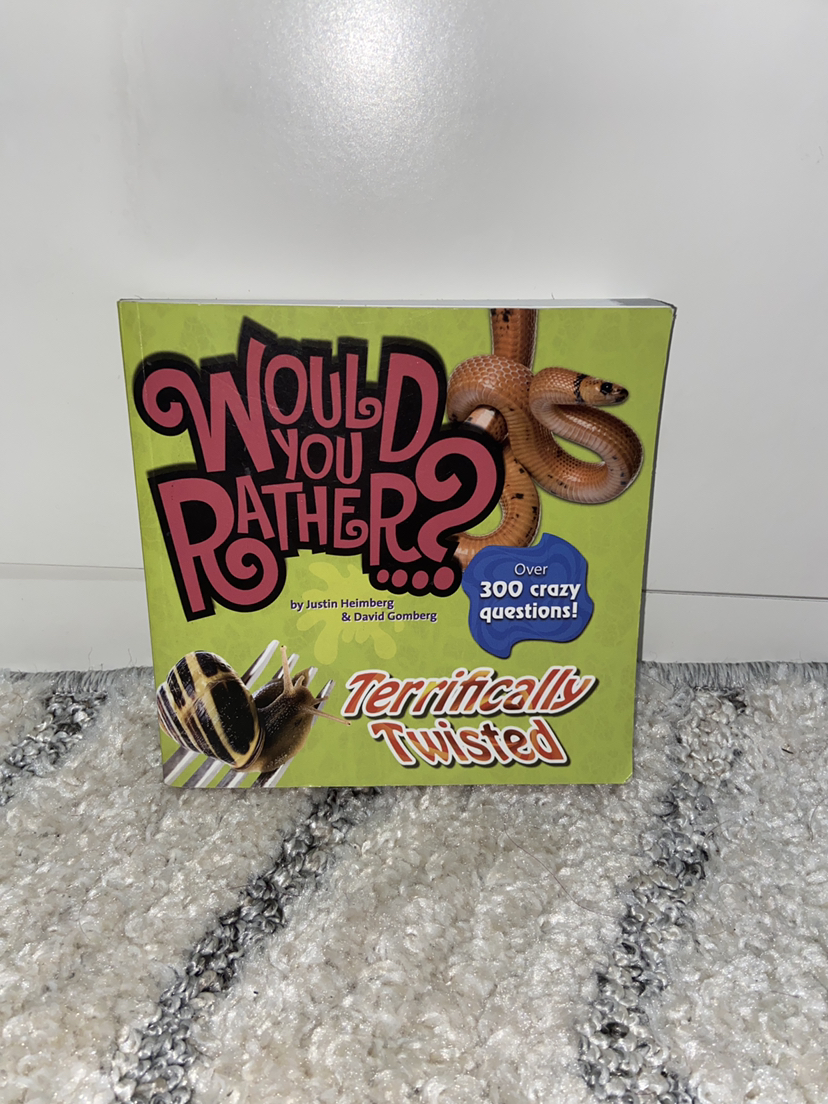 WOULD
YOU
RATHER...?
by Justin Heimberg
& David Gomberg
Over
300 crazy
questions!
Terrifically
Twisted